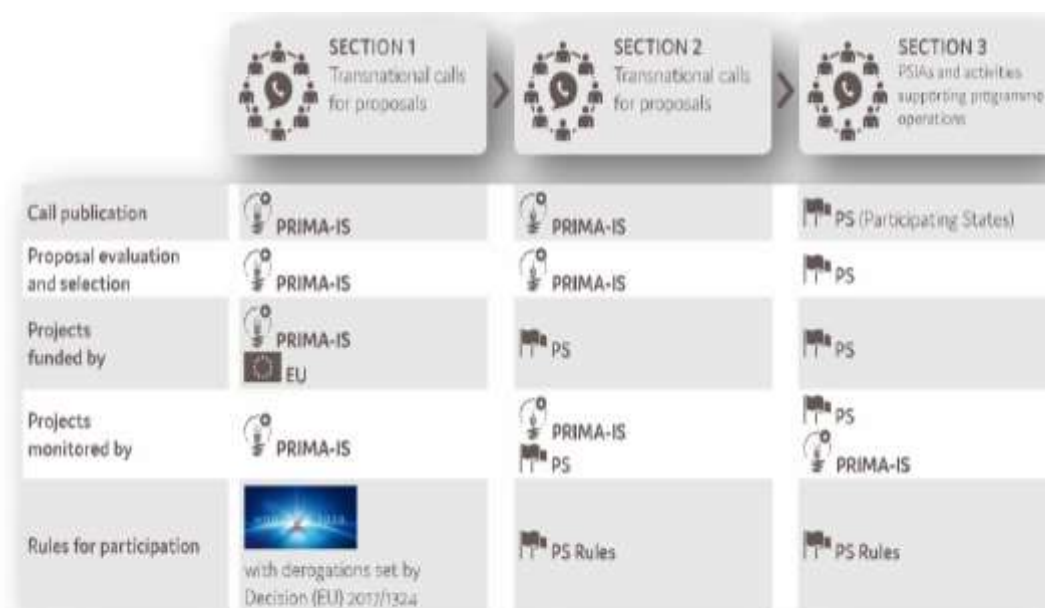 SECTION 1
Transnational calls
for proposals
SECTION 2
Transnational calls
for proposals
SECTION 3
PSIAs and activities
supporting programme
operations
Call publication
PRIMA-IS
PRIMA-IS
PS (Participating States)
Proposal evaluation
and selection
PRIMA-IS
PRIMA-IS
PS
Projects
funded by
PRIMA-IS
EU
PS
PS
Projects
monitored by
PRIMA-IS
PRIMA-IS
PS
PS
PRIMA-IS
Rules for participation
with derogations set by
Decision (EU) 2017/1324
PS Rules
PS Rules